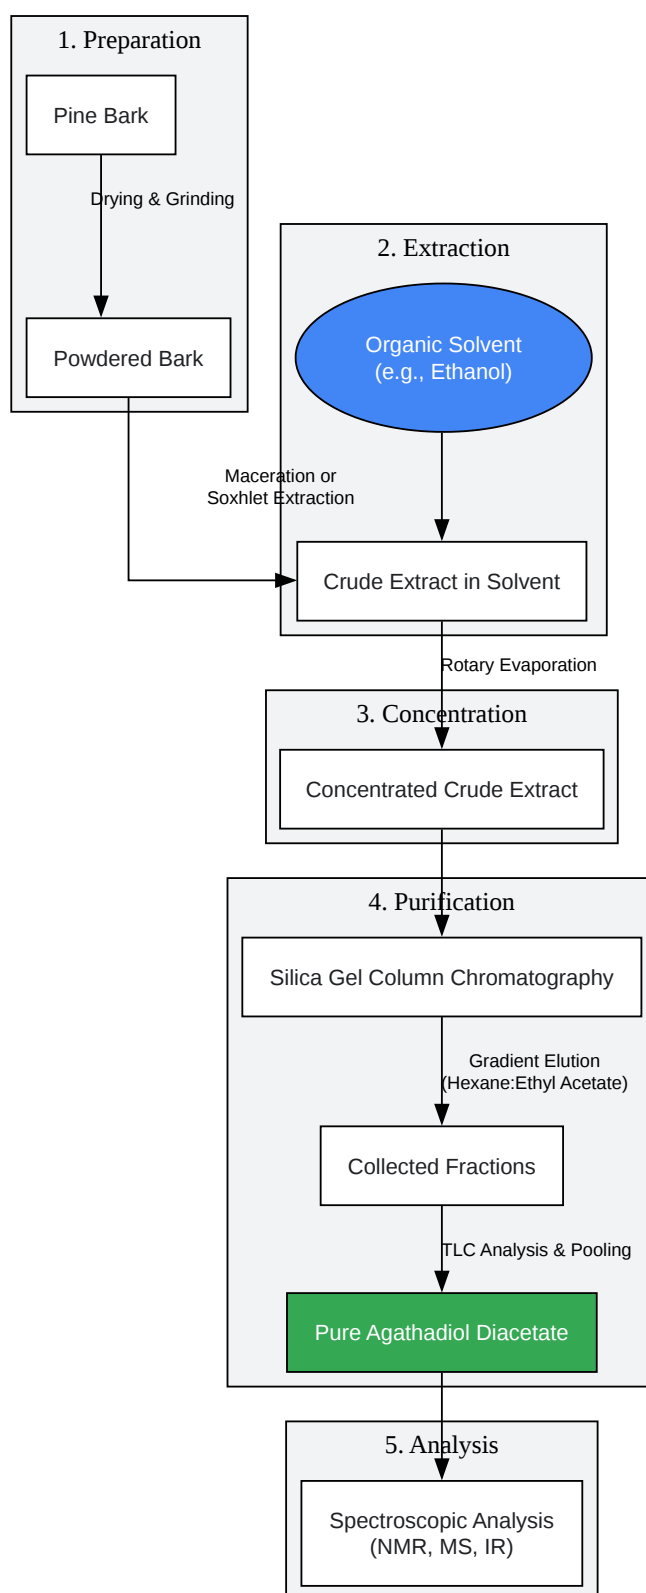 1. Preparation
Pine Bark
Drying & Grinding
Powdered Bark
2. Extraction
Organic Solvent
(e.g., Ethanol)
Maceration or
Soxhlet Extraction
Crude Extract in Solvent
Rotary Evaporation
3. Concentration
Concentrated Crude Extract
4. Purification
Silica Gel Column Chromatography
Gradient Elution
(Hexane:Ethyl Acetate)
Collected Fractions
TLC Analysis & Pooling
Pure Agathadiol Diacetate
5. Analysis
Spectroscopic Analysis
(NMR, MS, IR)